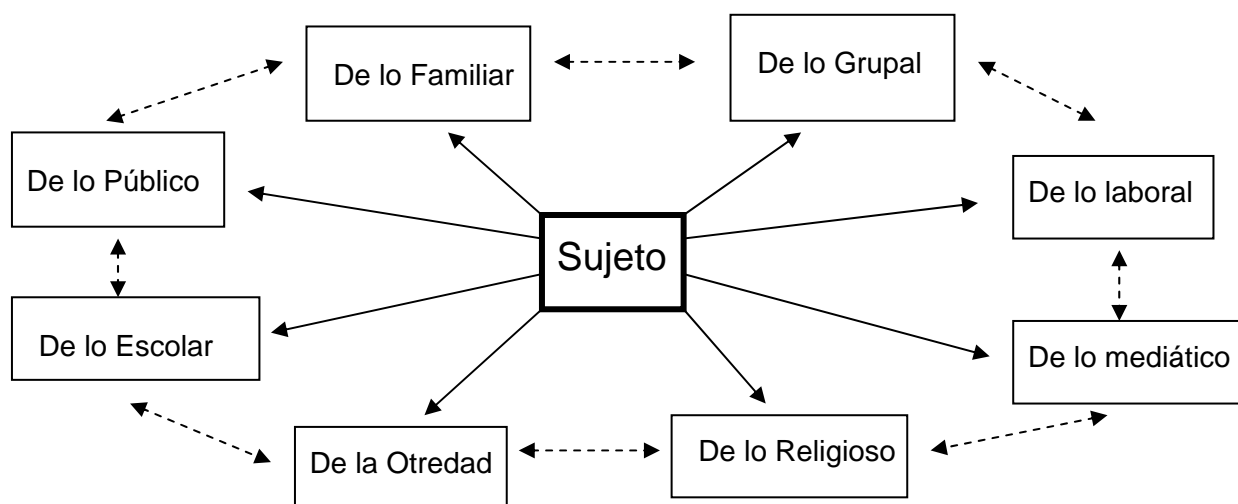 De lo Familiar
De lo Grupal
De lo Público
De lo laboral
Sujeto
De lo Escolar
De lo mediático
De la Otredad
De lo Religioso